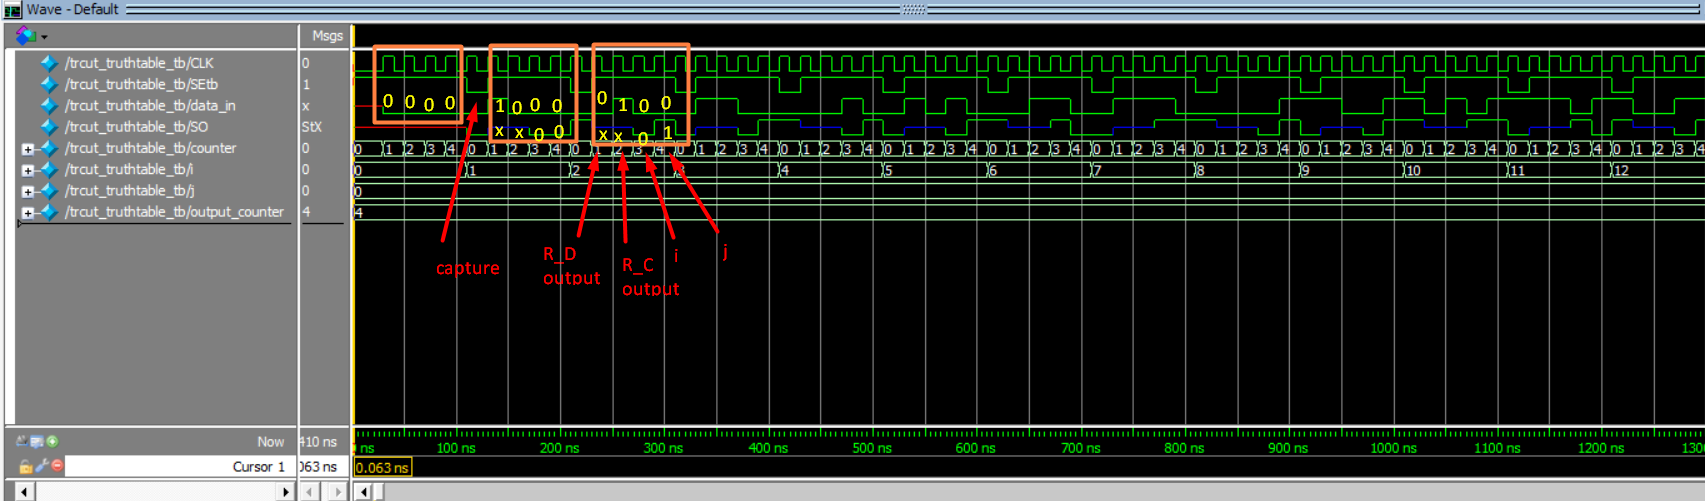 Wave - Default
Msgs
/trcut_truthtable_tb/CLK 0
/trcut_truthtable_tb/SEtb 1
/trcut_truthtable_tb/data_in x
/trcut_truthtable_tb/SO StX
/trcut_truthtable_tb/counter 0
/trcut_truthtable_tb/i 0
/trcut_truthtable_tb/j 0
/trcut_truthtable_tb/output_counter 4
0 0 0 0
1 0 0 0
x x 0 0
0 1 0 0
x x 0 1
0 1 2 3 4 0 1 2 3 4 0 1 2 3 4 0 1 2 3 4 0 1 2 3 4 0 1 2 3 4 0 1 2 3 4 0 1 2 3 4 0 1 2 3 4 0 1 2 3 4 0 1 2 3 4 0 1 2 3 4 0 1 2 3 4
0 1 2 4 5 6 7 8 9 10 11 12
0
4
capture
R_D
output
R_C
output
i
j
Now 410 ns
Cursor 1 063 ns
ns 100 ns 200 ns 300 ns 400 ns 500 ns 600 ns 700 ns 800 ns 900 ns 1000 ns 1100 ns 1200 ns 1300
0.063 ns